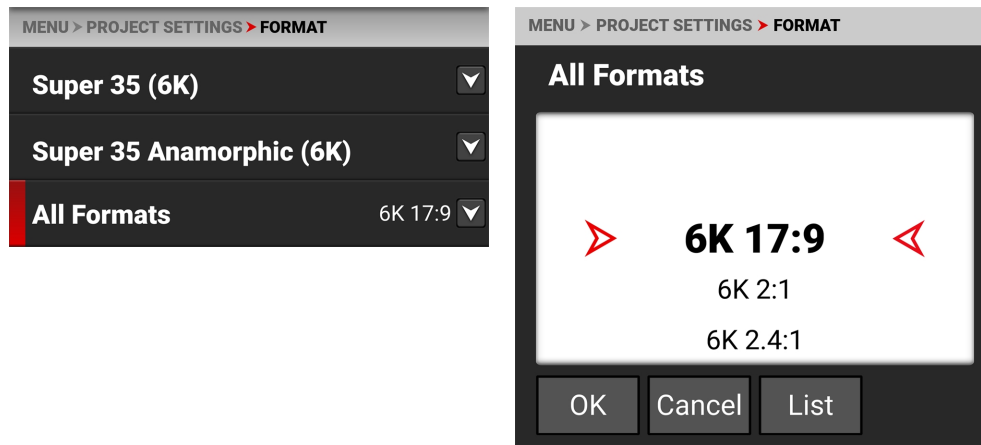 MENU > PROJECT SETTINGS > FORMAT
Super 35 (6K)
Super 35 Anamorphic (6K)
All Formats 6K 17:9
MENU > PROJECT SETTINGS > FORMAT
All Formats
6K 17:9
6K 2:1
6K 2.4:1
OK Cancel List